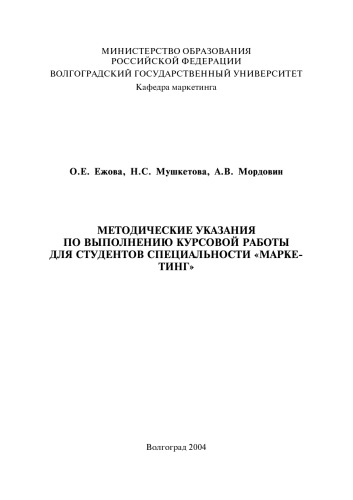 МИНИСТЕРСТВО ОБРАЗОВАНИЯ
РОССИЙСКОЙ ФЕДЕРАЦИИ
ВОЛГОГРАДСКИЙ ГОСУДАРСТВЕННЫЙ УНИВЕРСИТЕТ
Кафедра маркетинга
О.Е. Ежова, Н.С. Мушкетова, А.В. Мордовин
МЕТОДИЧЕСКИЕ УКАЗАНИЯ
ПО ВЫПОЛНЕНИЮ КУРСОВОЙ РАБОТЫ
ДЛЯ СТУДЕНТОВ СПЕЦИАЛЬНОСТИ «МАРКЕ-
ТИНГ»
Волгоград 2004